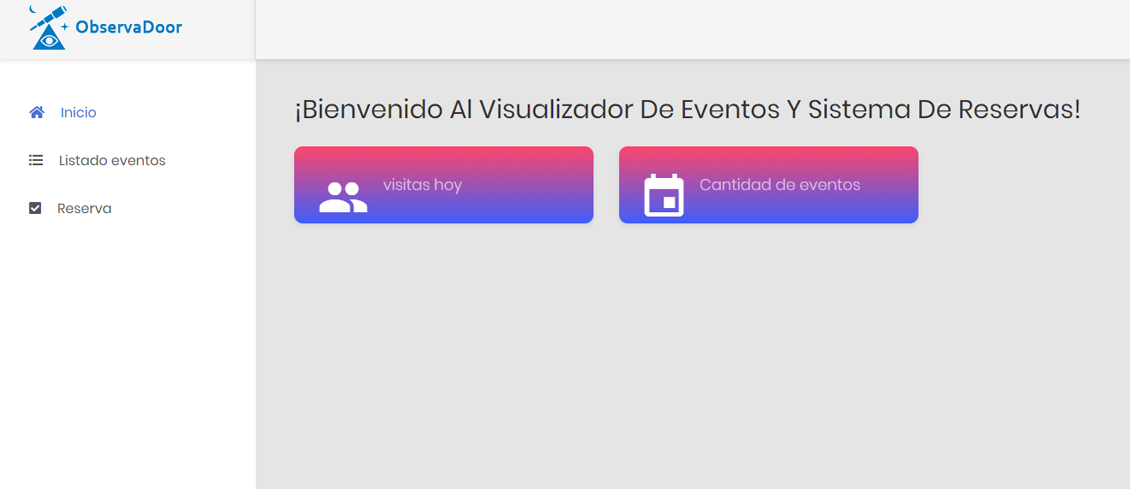 ObservaDoor
Inicio
Listado eventos
Reserva
¡Bienvenido Al Visualizador De Eventos Y Sistema De Reservas!
visitas hoy
Cantidad de eventos